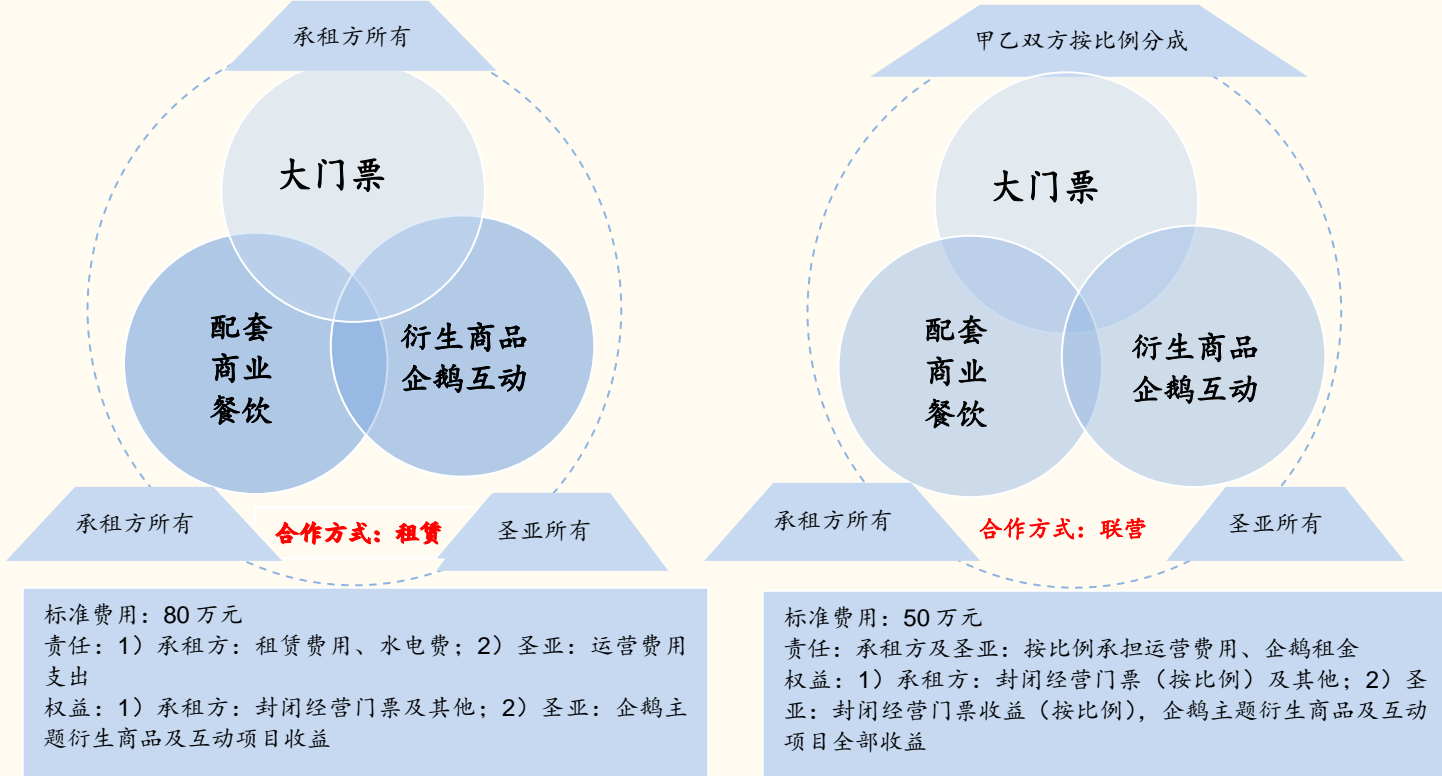 承租方所有
大门票
配套
商业
餐饮
衍生商品
企鹅互动
承租方所有
合作方式：租赁
圣亚所有
标准费用：80 万元
责任：1）承租方：租赁费用、水电费；2）圣亚：运营费用
支出
权益：1）承租方：封闭经营门票及其他；2）圣亚：企鹅主
题衍生商品及互动项目收益
甲乙双方按比例分成
大门票
配套
商业
餐饮
衍生商品
企鹅互动
承租方所有
合作方式：联营
圣亚所有
标准费用：50 万元
责任：承租方及圣亚：按比例承担运营费用、企鹅租金
权益：1）承租方：封闭经营门票（按比例）及其他；2）圣
亚：封闭经营门票收益（按比例），企鹅主题衍生商品及互动
项目全部收益